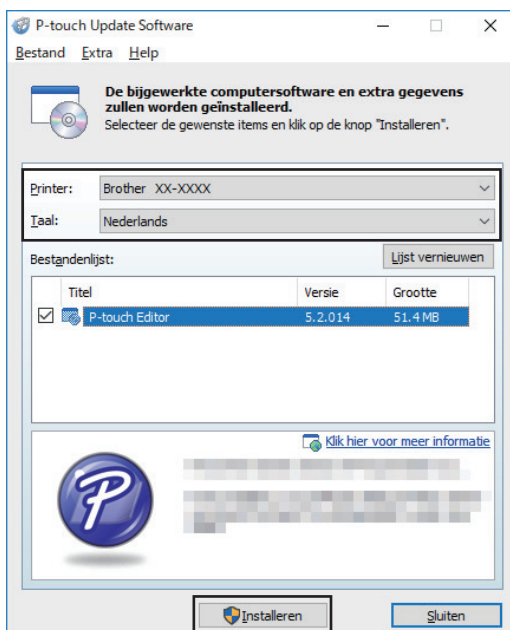 P-touch Update Software
Bestand Extra Help
De bijgewerkte computersoftware en extra gegevens
zullen worden geïnstalleerd.
Selecteer de gewenste items en klik op de knop "Installeren".
Printer: Brother XX-XXXX
Taal: Nederlands
Bestandenlijst: Lijst vernieuwen
Titel Versie Grootte
P-touch Editor 5.2.014 51.4 MB
Klik hier voor meer informatie
P
Installeren Sluiten